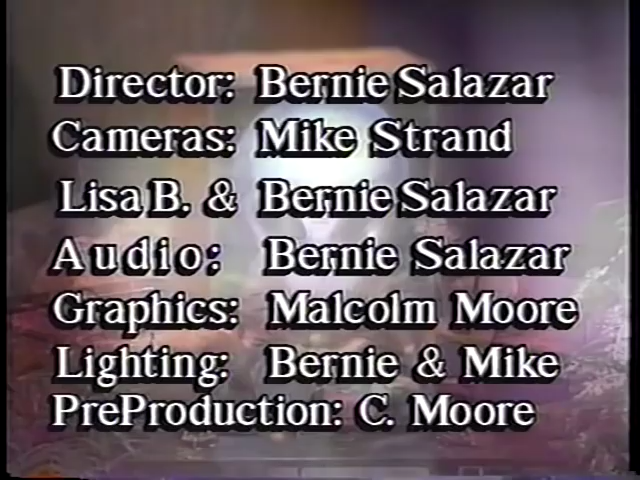 Director: Bernie Salazar
Cameras: Mike Strand
Lisa B. & Bernie Salazar
Audio: Bernie Salazar
Graphics: Malcolm Moore
Lighting: Bernie & Mike
PreProduction: C. Moore